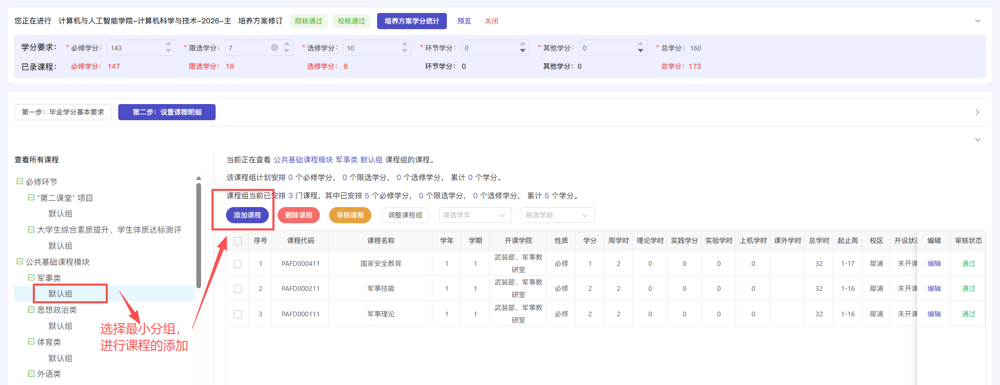 您正在进行 计算机与人工智能学院-计算机科学与技术-2026-主 培养方案修订 院核通过 校核通过 培养方案学分统计 预览 关闭
学分要求： * 必修学分： 143 * 限选学分： 7 * 选修学分： 10 * 环节学分： 0 * 其他学分： 0 * 总学分： 160
已录课程： 必修学分： 147 限选学分： 18 选修学分： 8 环节学分： 0 其他学分： 0 总学分： 173
第一步：毕业学分基本要求 第二步：设置课程明细
查看所有课程
必修环节
“第二课堂” 项目
默认组
大学生综合素质提升、学生体质达标测评
默认组
公共基础课程模块
军事类
默认组
思想政治类
默认组
体育类
默认组
外语类
选择最小分组，
进行课程的添加
当前正在查看 公共基础课程模块 军事类 默认组 课程组的课程。
该课程组计划安排 0 个必修学分， 0 个限选学分， 0 个选修学分， 累计 0 个学分。
课程组当前已安排 3 门课程，其中已安排 5 个必修学分， 0 个限选学分， 0 个选修学分， 累计 5 个学分。
添加课程 删除课程 审核课程 调整课程组 筛选学年 筛选学期
序号 课程代码 课程名称 学年 学期 开课学院 性质 学分 周学时 理论学时 实践学分 实验学时 上机学时 课外学时 总学时 起止周 校区 开设状态 编辑 审核状态
1 PAFD000411 国家安全教育 1 1 武装部、军事教研室 必修 1 2 0 0 0 0 32 1-17 犀浦 未开课 编辑 通过
2 PAFD000211 军事技能 1 1 武装部、军事教研室 必修 2 2 0 0 0 0 32 1-16 犀浦 未开课 编辑 通过
3 PAFD000111 军事理论 1 1 武装部、军事教研室 必修 2 2 0 0 0 0 32 1-16 犀浦 未开课 编辑 通过